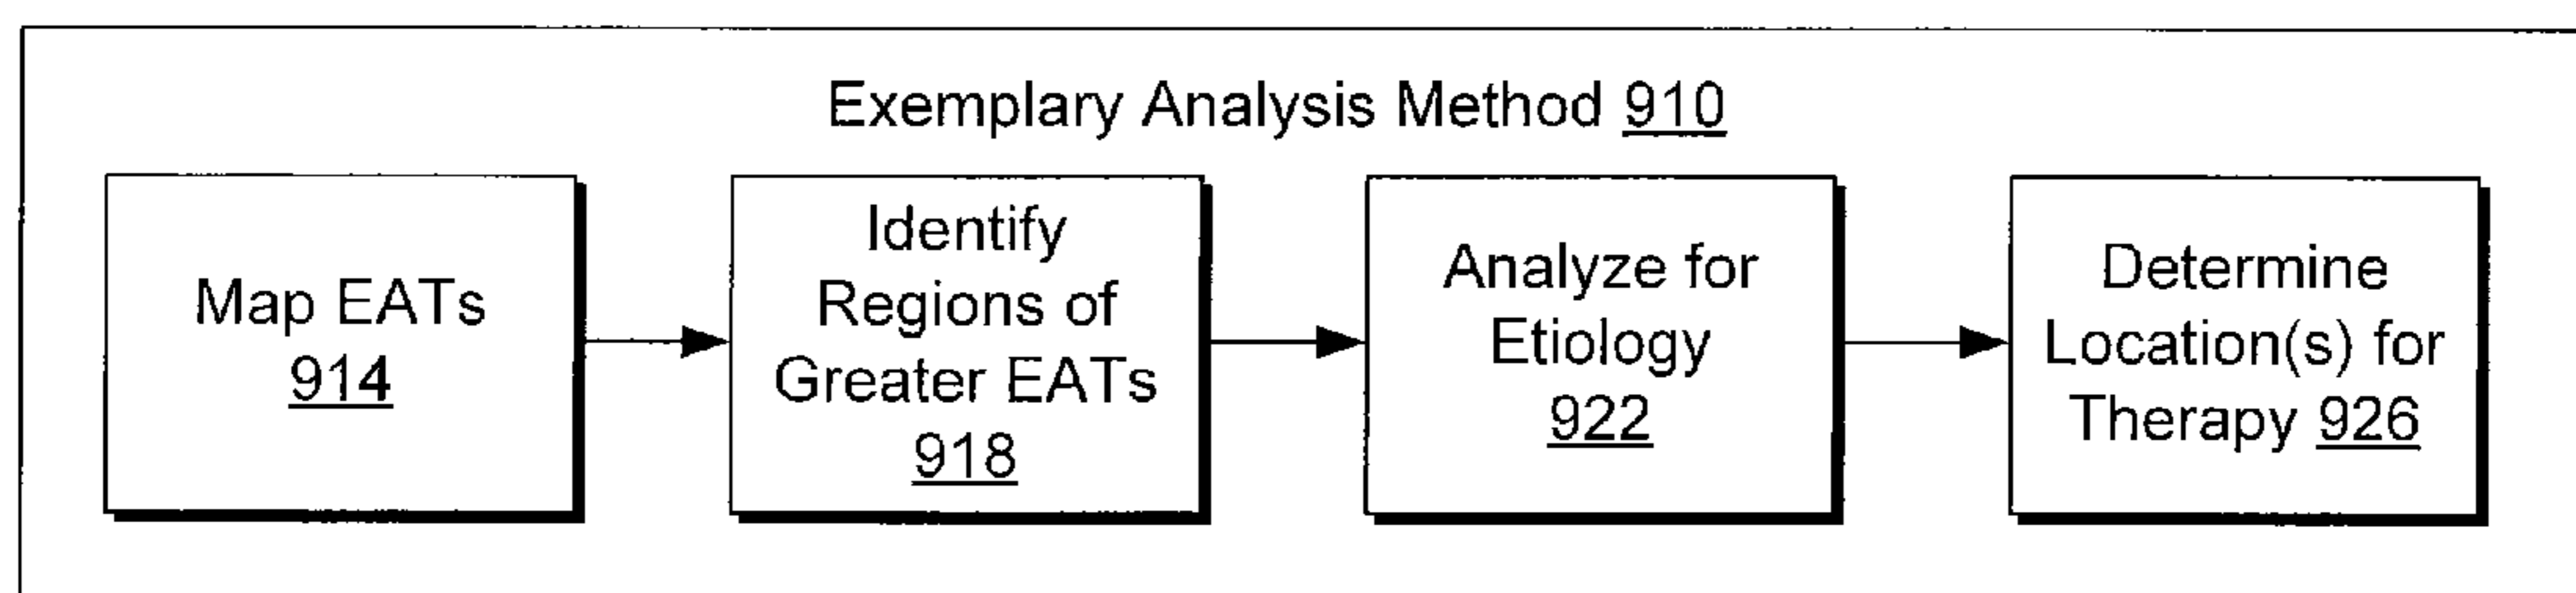 Exemplary Analysis Method 910
Map EATs
914
Identify
Regions of
Greater EATs
918
Analyze for
Etiology
922
Determine
Location(s) for
Therapy 926